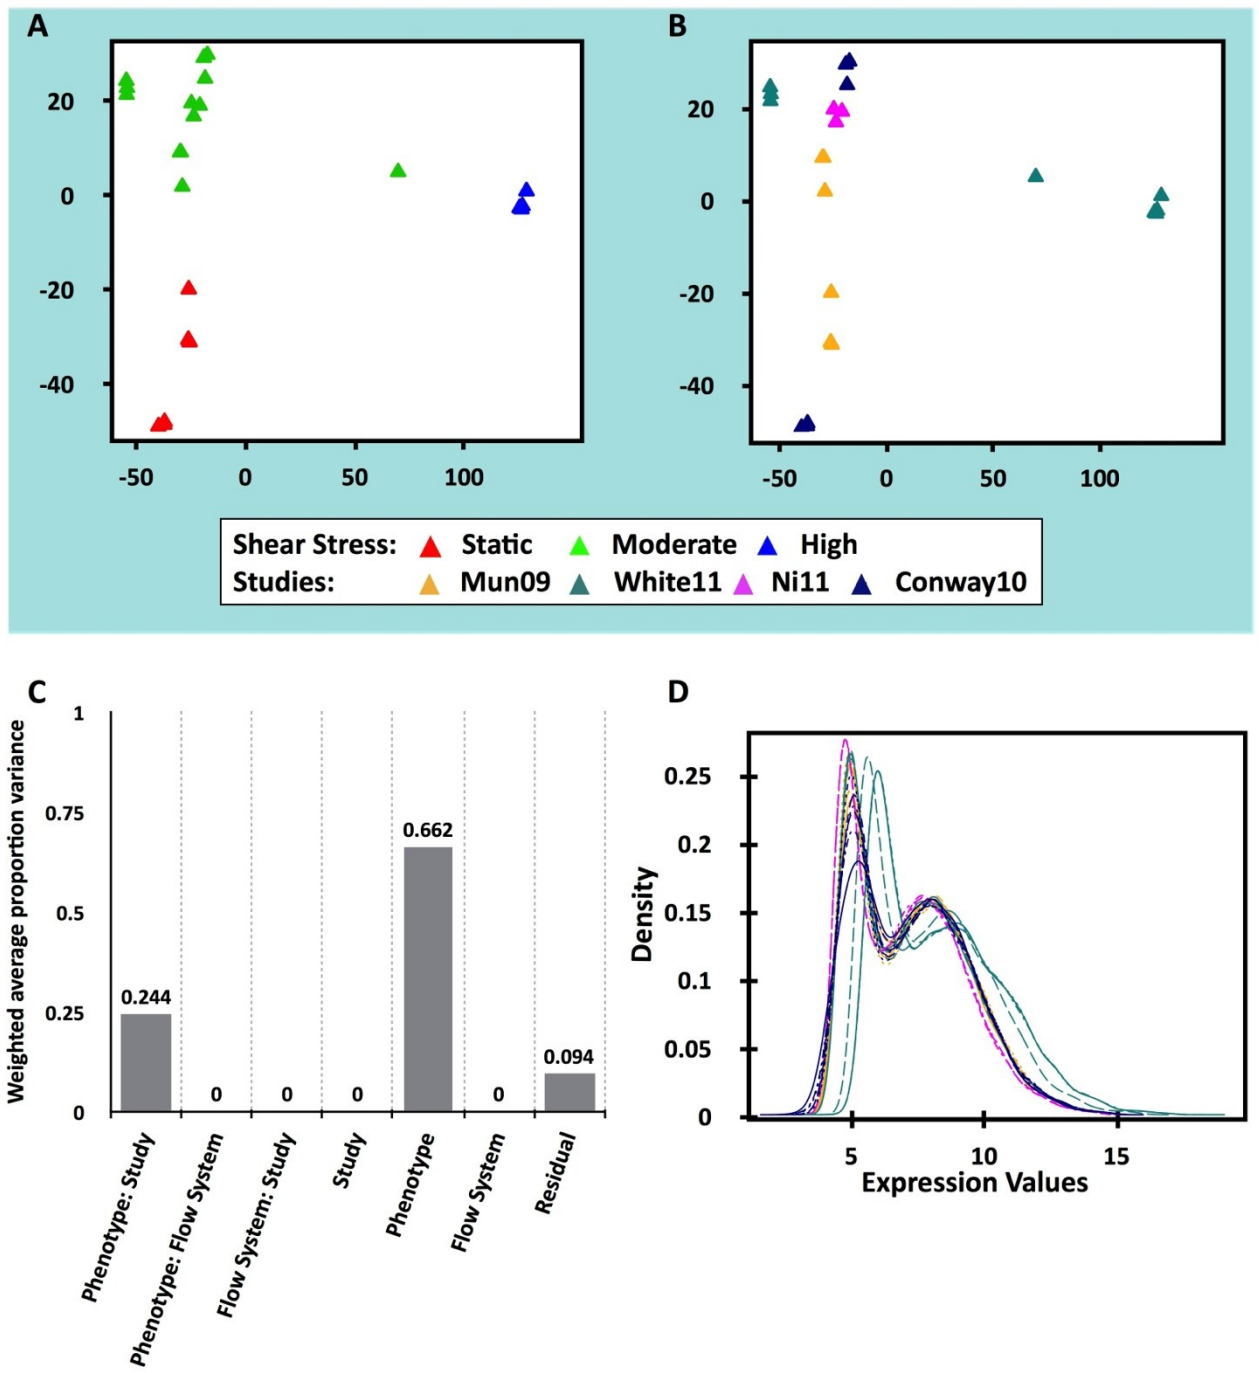 A
20
0
-20
-40
-50 0 50 100
B
20
0
-20
-40
-50 0 50 100
Shear Stress: Static Moderate High
Studies: Mun09 White11 Ni11 Conway10
C
Weighted average proportion variance
1
0.75
0.5
0.25
0
0.244
0
0
0
0.662
0
0.094
Phenotype: Study
Phenotype: Flow System
Flow System: Study
Study
Phenotype
Flow System
Residual
D
Density
0.25
0.2
0.15
0.1
0.05
0
5 10 15
Expression Values